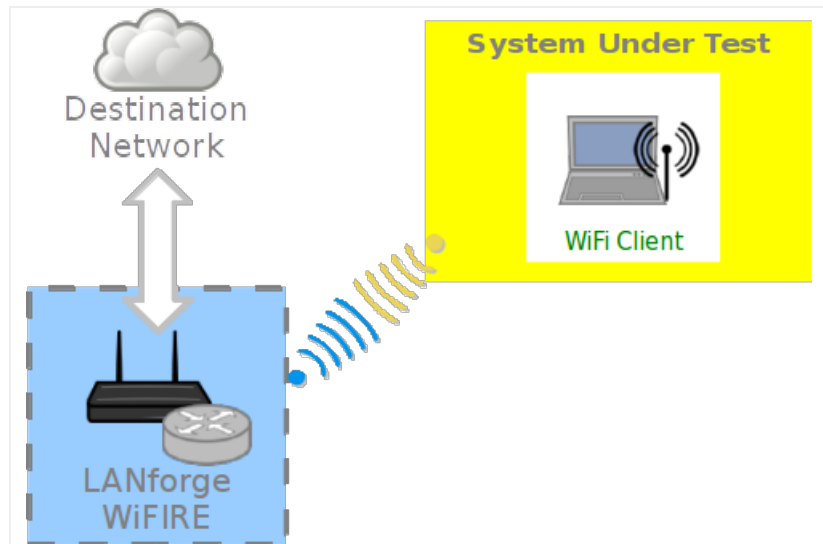 System Under Test
Destination
Network
WiFi Client
LANforge
WiFIRE